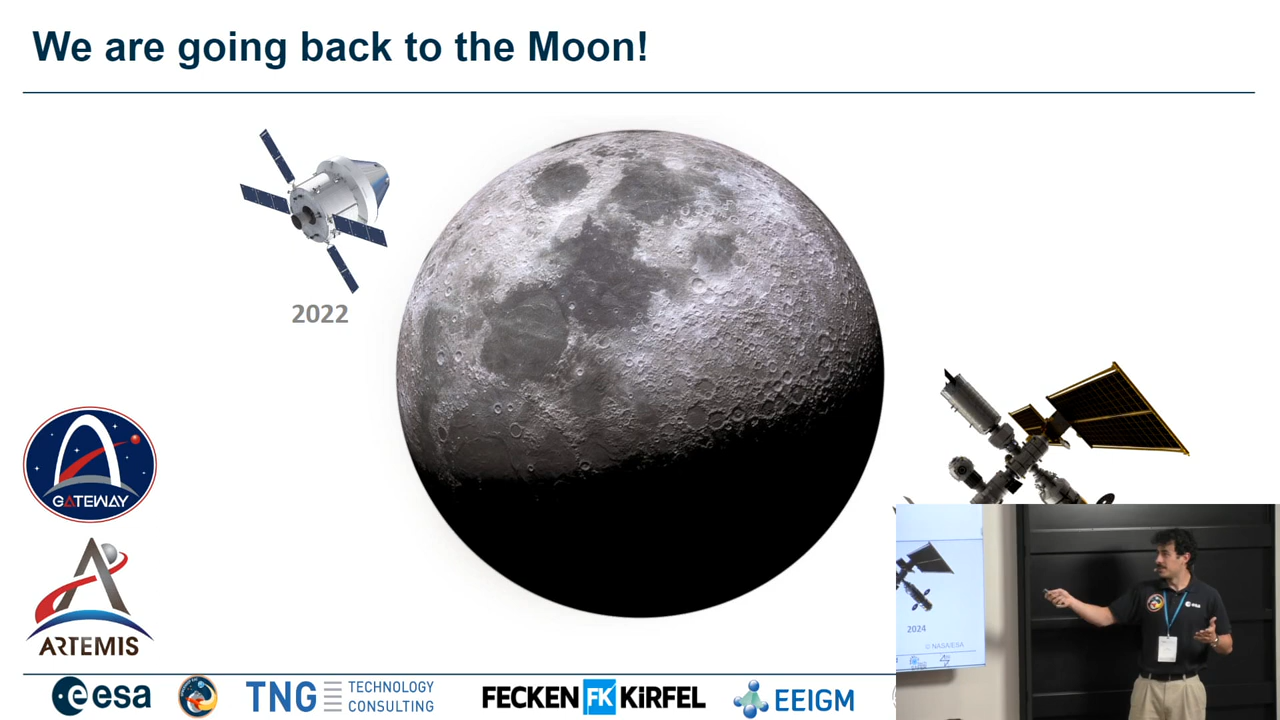 We are going back to the Moon!
2022
GATEWAY
ARTEMIS
esa
TNG TECHNOLOGY
CONSULTING
FECKEN FK KiRFEL
EEIGM
2024
© NASA/ESA
esa